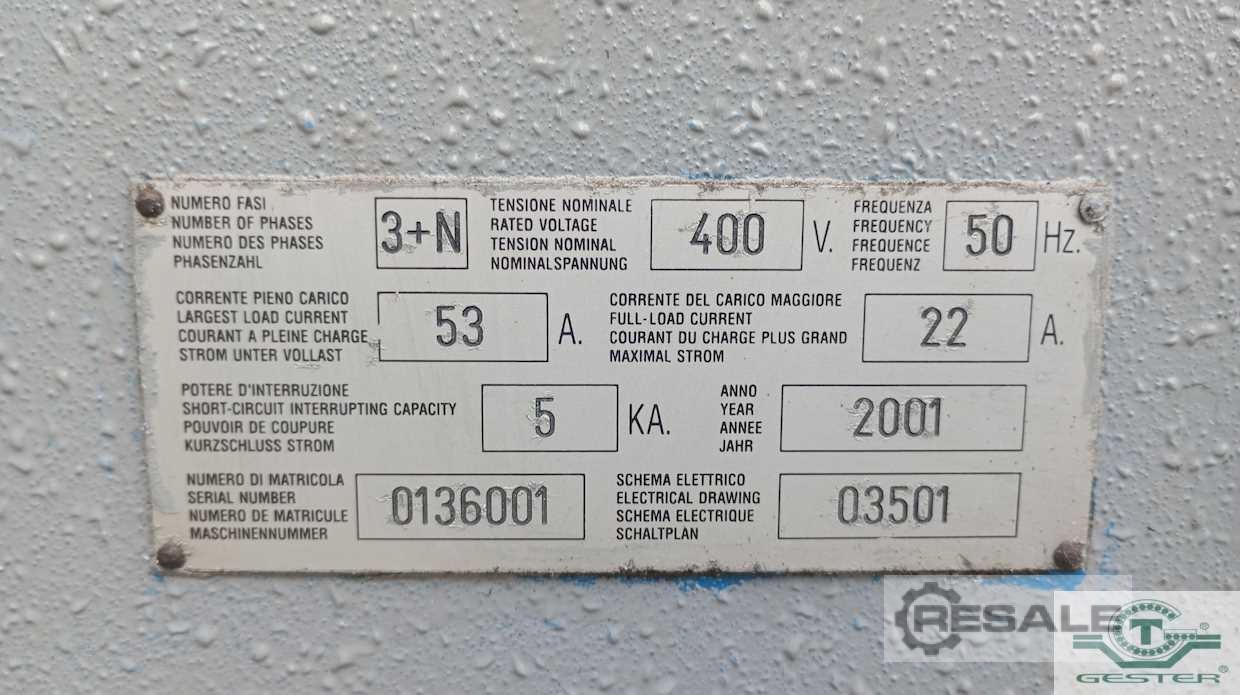 NUMERO FASI
NUMBER OF PHASES
NUMERO DES PHASES
PHASENZAHL
3+N
TENSIONE NOMINALE
RATED VOLTAGE
TENSION NOMINAL
NOMINALSPANNUNG
400 V.
FREQUENZA
FREQUENCY
FREQUENCE
FREQUENZ
50 Hz.
CORRENTE PIENO CARICO
LARGEST LOAD CURRENT
COURANT A PLEINE CHARGE
STROM UNTER VOLLAST
53 A.
CORRENTE DEL CARICO MAGGIORE
FULL-LOAD CURRENT
COURANT DU CHARGE PLUS GRAND
MAXIMAL STROM
22 A.
POTERE D'INTERRUZIONE
SHORT-CIRCUIT INTERRUPTING CAPACITY
POUVOIR DE COUPURE
KURZSCHLUSS STROM
5 KA.
ANNO
YEAR
ANNEE
JAHR
2001
NUMERO DI MATRICOLA
SERIAL NUMBER
NUMERO DE MATRICULE
MASCHINENNUMMER
0136001
SCHEMA ELETTRICO
ELECTRICAL DRAWING
SCHEMA ELECTRIQUE
SCHALTPLAN
03501
RESALE
GESTER®